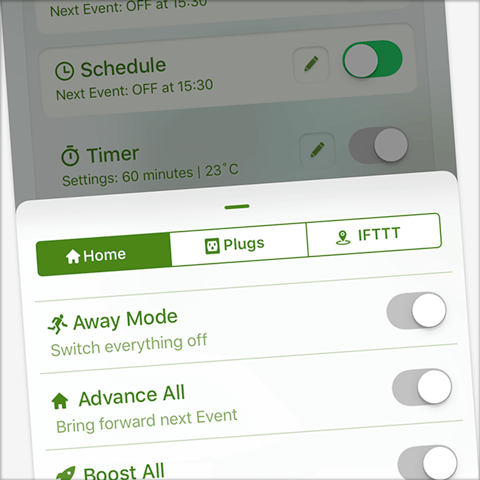 Next Event: OFF at 15:30
Schedule
Next Event: OFF at 15:30
Timer
Settings: 60 minutes | 23°C
Home
Plugs
IFTTT
Away Mode
Switch everything off
Advance All
Bring forward next Event
Boost All